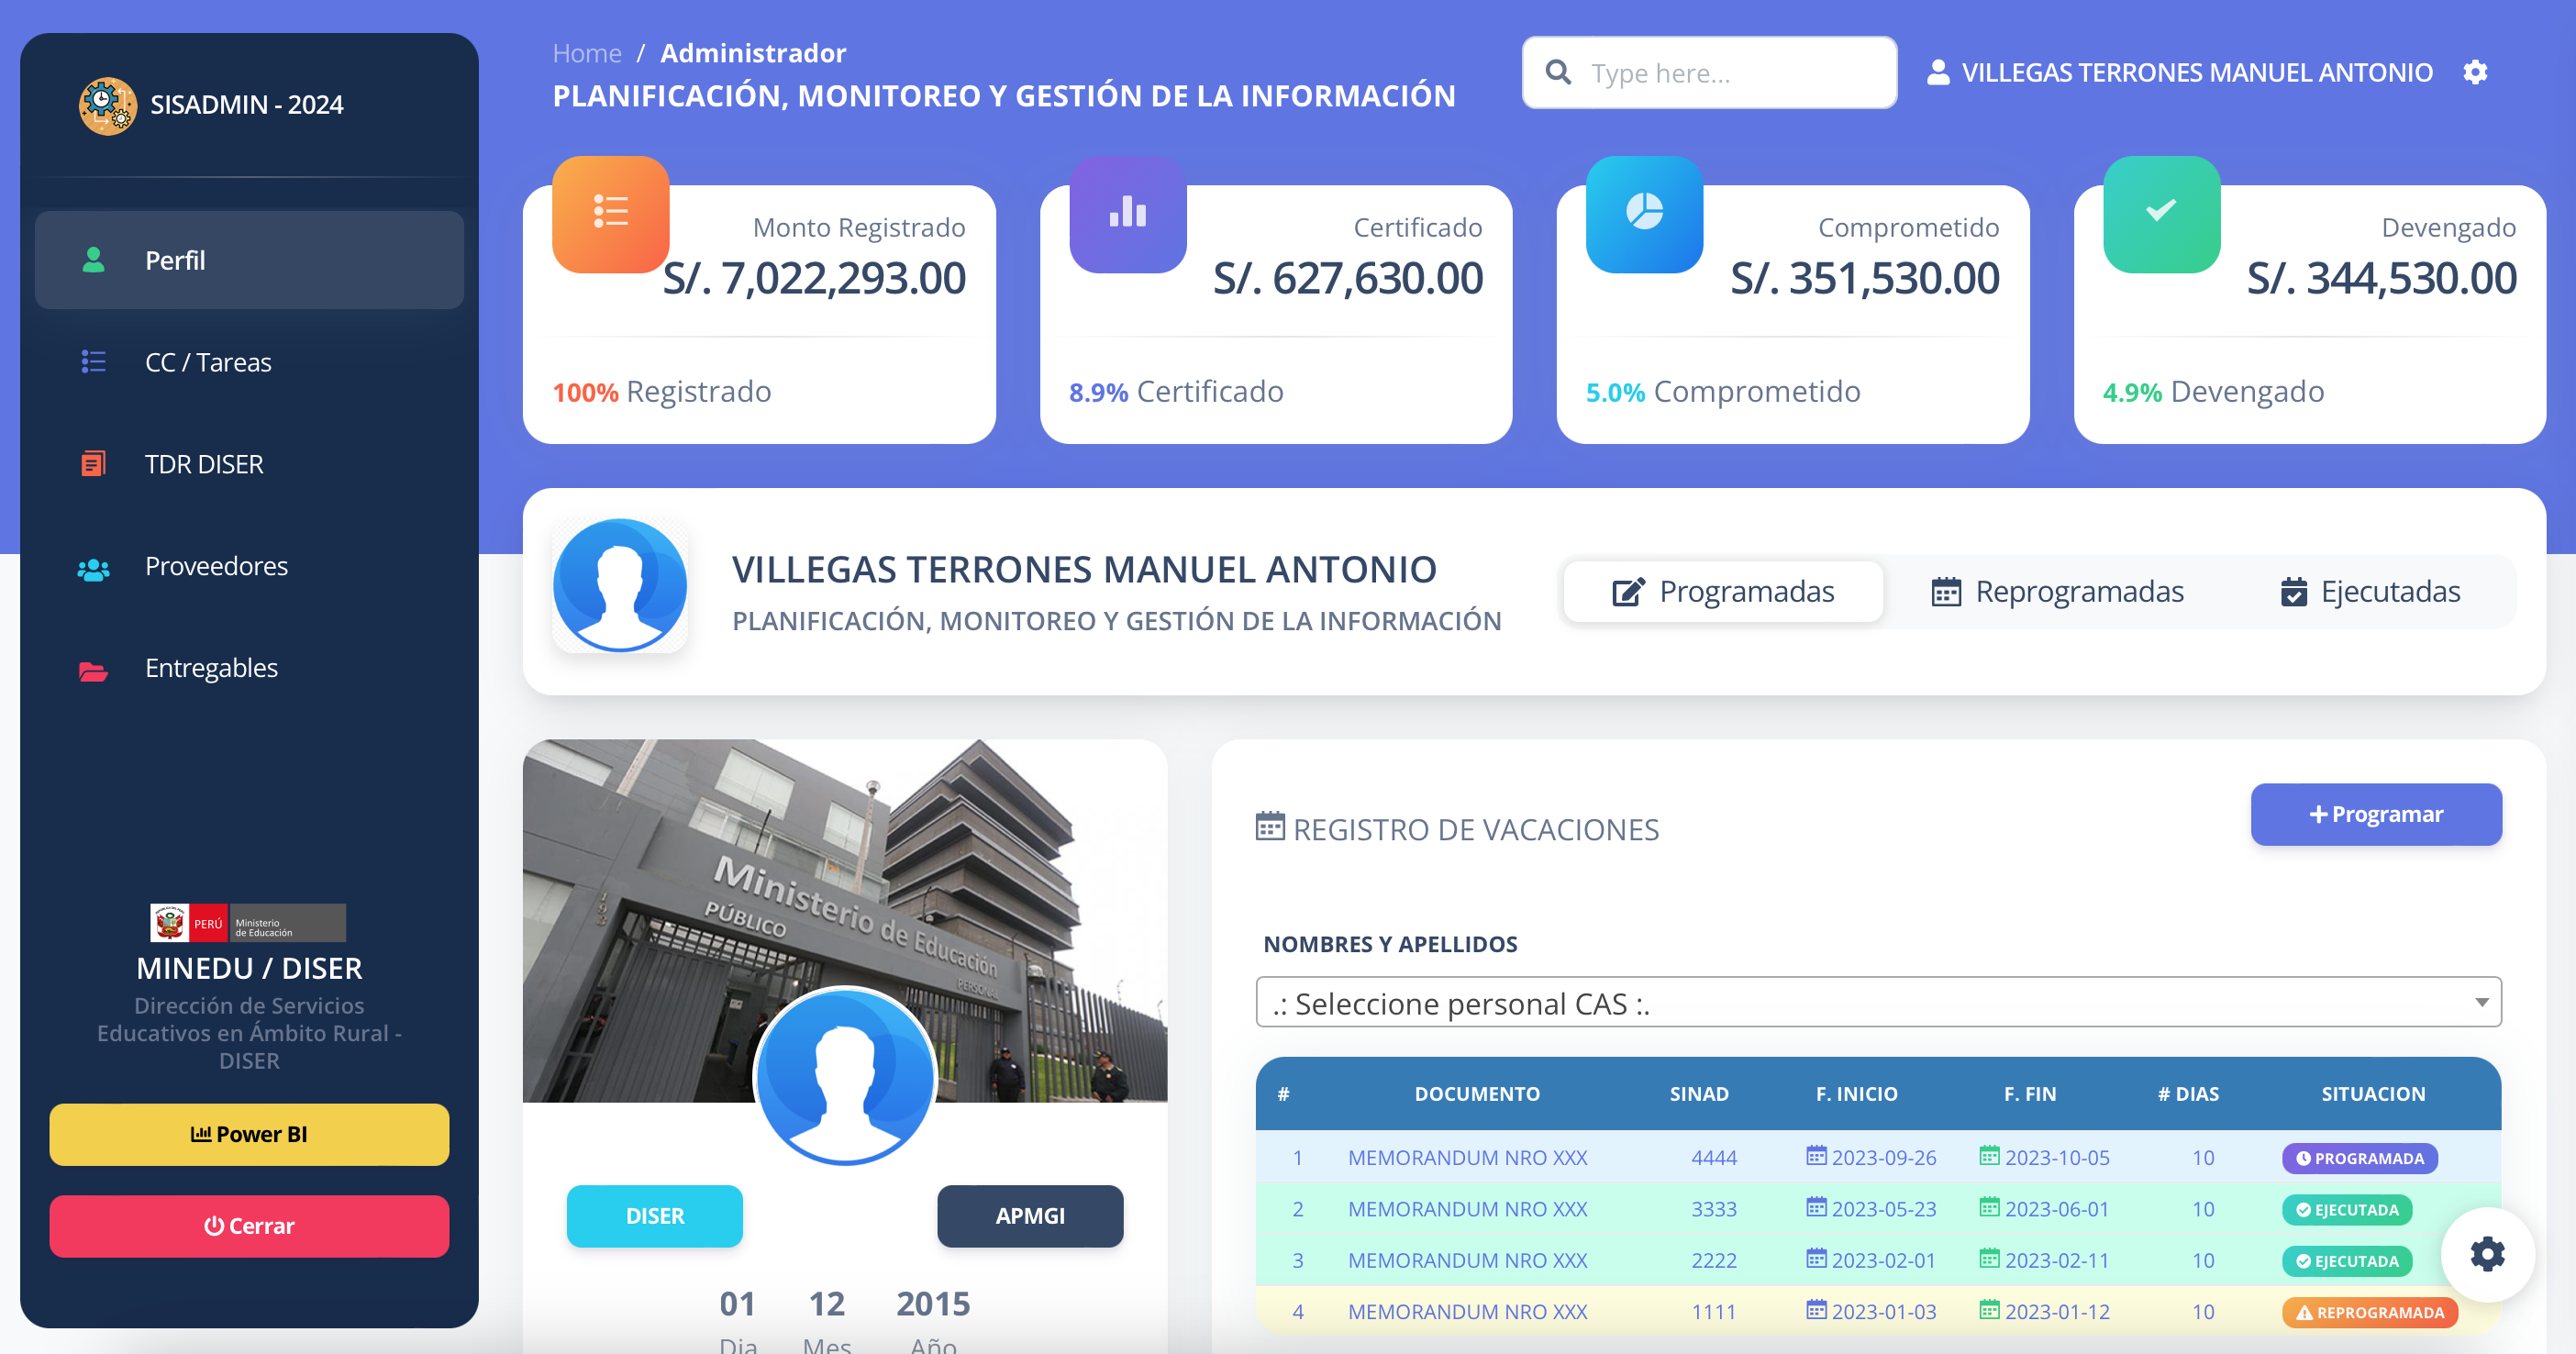 SISADMIN - 2024
Perfil
CC / Tareas
TDR DISER
Proveedores
Entregables
PERÚ
Ministerio
de Educación
MINEDU / DISER
Dirección de Servicios
Educativos en Ámbito Rural -
DISER
Power BI
Cerrar
Home / Administrador
PLANIFICACIÓN, MONITOREO Y GESTIÓN DE LA INFORMACIÓN
Type here...
VILLEGAS TERRONES MANUEL ANTONIO
Monto Registrado
S/. 7,022,293.00
100% Registrado
Certificado
S/. 627,630.00
8.9% Certificado
Comprometido
S/. 351,530.00
5.0% Comprometido
Devengado
S/. 344,530.00
4.9% Devengado
VILLEGAS TERRONES MANUEL ANTONIO
PLANIFICACIÓN, MONITOREO Y GESTIÓN DE LA INFORMACIÓN
Programadas
Reprogramadas
Ejecutadas
Ministerio de Educación
PÚBLICO
PERSONAL
193
DISER
APMGI
01 12 2015
Dia Mes Año
REGISTRO DE VACACIONES
+ Programar
NOMBRES Y APELLIDOS
.: Seleccione personal CAS :.
# DOCUMENTO SINAD F. INICIO F. FIN # DIAS SITUACION
1 MEMORANDUM NRO XXX 4444 2023-09-26 2023-10-05 10 PROGRAMADA
2 MEMORANDUM NRO XXX 3333 2023-05-23 2023-06-01 10 EJECUTADA
3 MEMORANDUM NRO XXX 2222 2023-02-01 2023-02-11 10 EJECUTADA
4 MEMORANDUM NRO XXX 1111 2023-01-03 2023-01-12 10 REPROGRAMADA